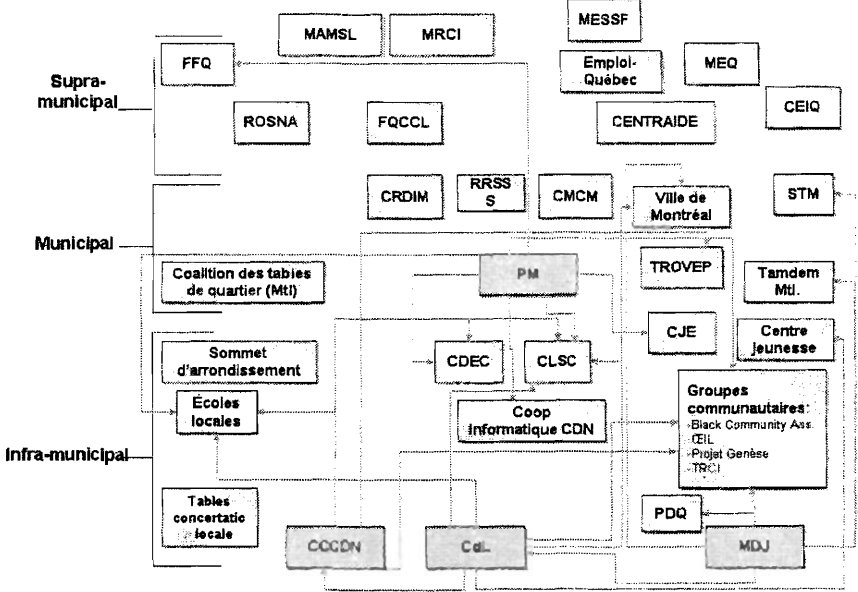 MESSF
MAMSL
MRCI
FFQ
Emploi-
Québec
MEQ
Supra-
municipal
CEIQ
ROSNA
FQCCL
CENTRAIDE
CRDIM
RRSS
S
CMCM
Ville de
Montréal
STM
Municipal
Coalition des tables
de quartier (Mtl)
PM
TROVEP
Tamdem
Mtl.
CJE
Centre
jeunesse
Sommet
d'arrondissement
CDEC
CLSC
Écoles
locales
Coop
Informatique CDN
Groupes
communautaires:
-Black Community Ass.
-ŒIL
-Projet Genèse
-TRCI
Infra-municipal
Tables
concertatic
locale
PDQ
CCCDN
CdL
MDJ